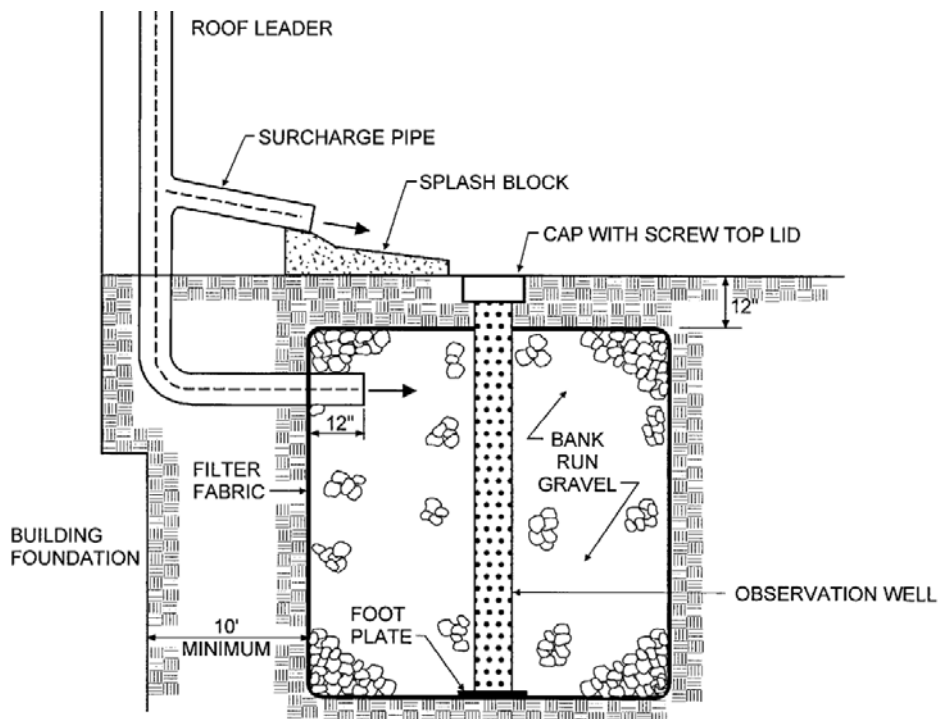 ROOF LEADER
SURCHARGE PIPE
SPLASH BLOCK
CAP WITH SCREW TOP LID
12"
12"
FILTER
FABRIC
BANK
RUN
GRAVEL
BUILDING
FOUNDATION
OBSERVATION WELL
FOOT
PLATE
10'
MINIMUM